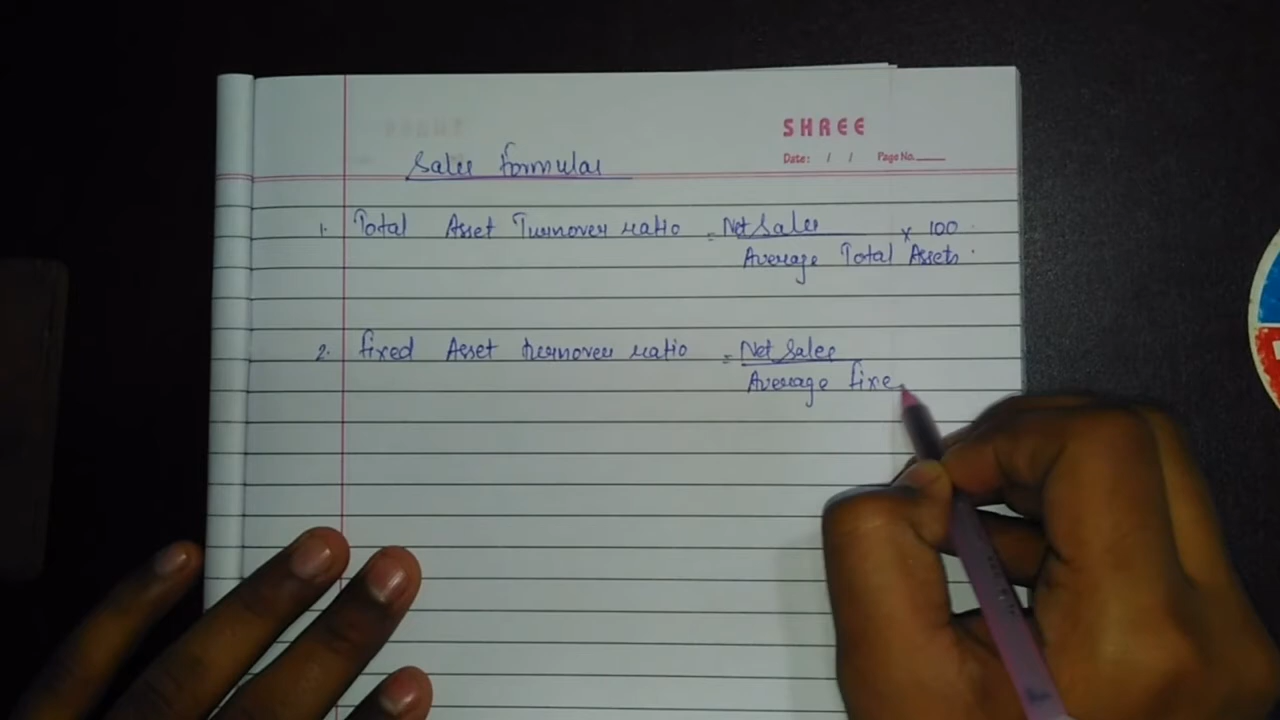 SHREE
Date: / / Page No.
Sales formulas
1. Total Asset Turnover ratio = Net Sales × 100
Average Total Assets.
2. fixed Asset turnover ratio = Net Sales
Average fixe